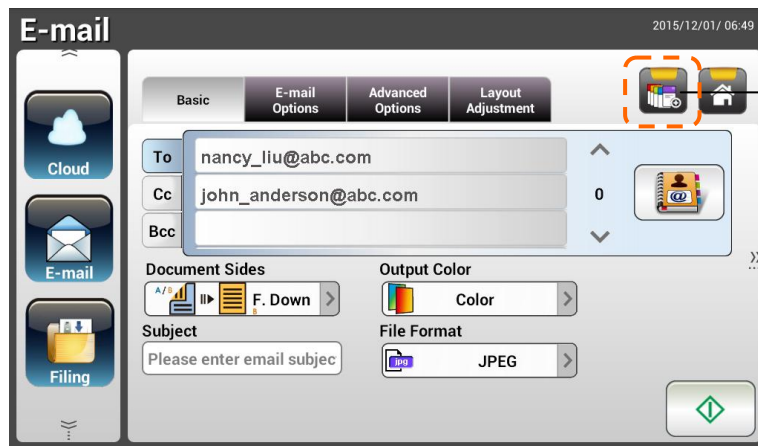 E-mail
2015/12/01/ 06:49
Basic
E-mail
Options
Advanced
Options
Layout
Adjustment
Cloud
E-mail
Filing
To
nancy_liu@abc.com
Cc
john_anderson@abc.com
0
Bcc
@
Document Sides
Output Color
A/B
F. Down
B
Color
Subject
File Format
Please enter email subjec
jpg
JPEG